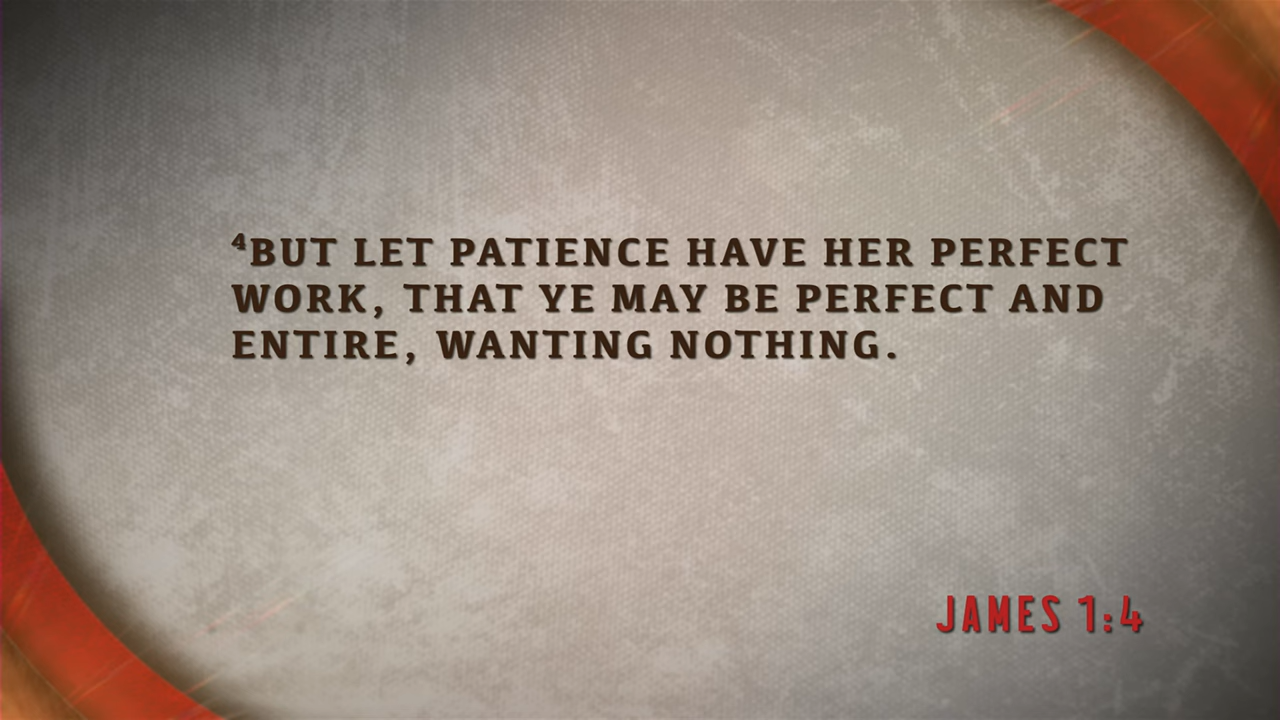 ⁴BUT LET PATIENCE HAVE HER PERFECT
WORK, THAT YE MAY BE PERFECT AND
ENTIRE, WANTING NOTHING.
JAMES 1:4